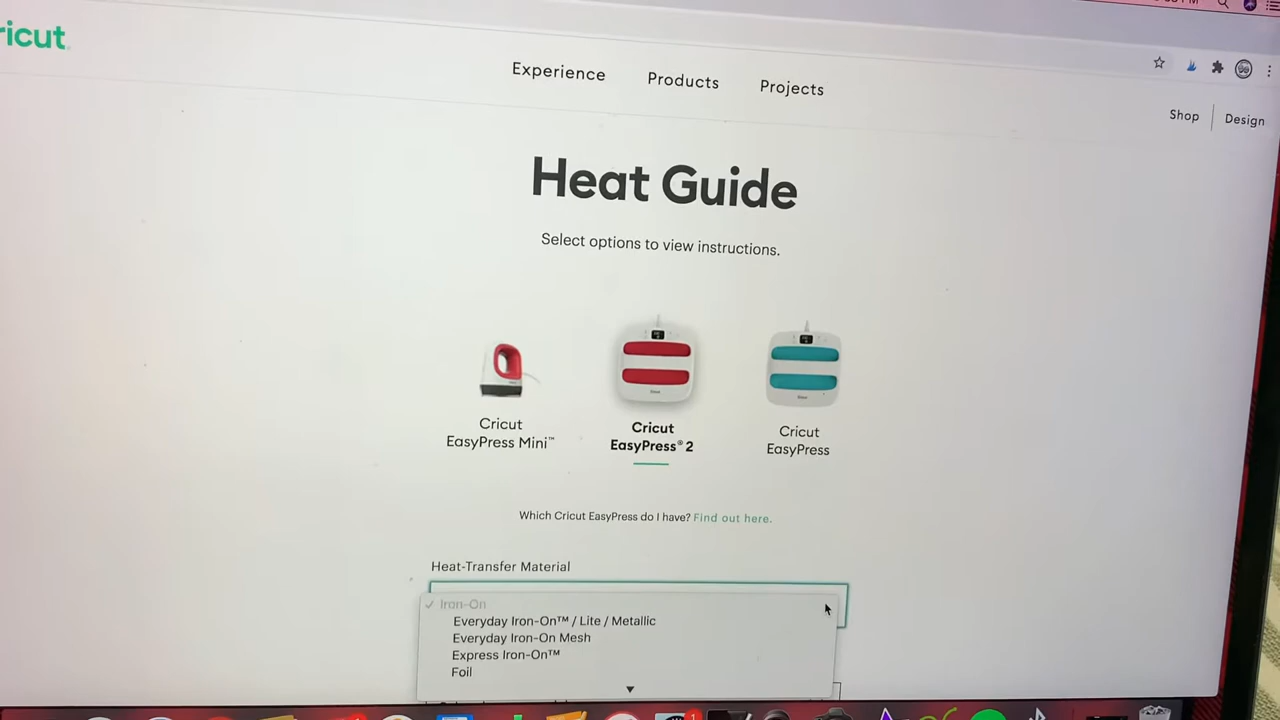 ricut
Experience
Products
Projects
Shop
Design
Heat Guide
Select options to view instructions.
Cricut
EasyPress Mini™
Cricut
EasyPress® 2
Cricut
EasyPress
Which Cricut EasyPress do I have? Find out here.
Heat-Transfer Material
✓ Iron-On
Everyday Iron-On™ / Lite / Metallic
Everyday Iron-On Mesh
Express Iron-On™
Foil
1